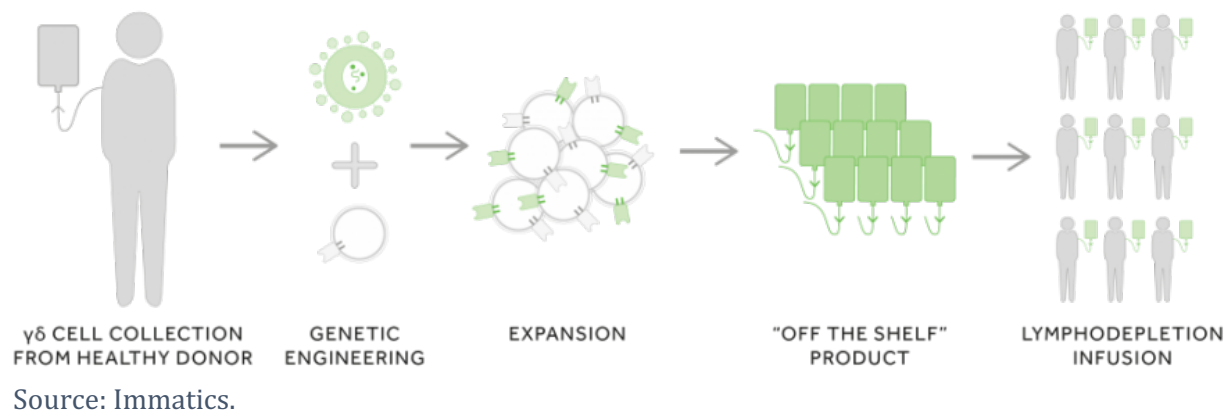 γδ CELL COLLECTION
FROM HEALTHY DONOR
GENETIC
ENGINEERING
EXPANSION
"OFF THE SHELF"
PRODUCT
LYMPHODEPLETION
INFUSION
Source: Immatics.